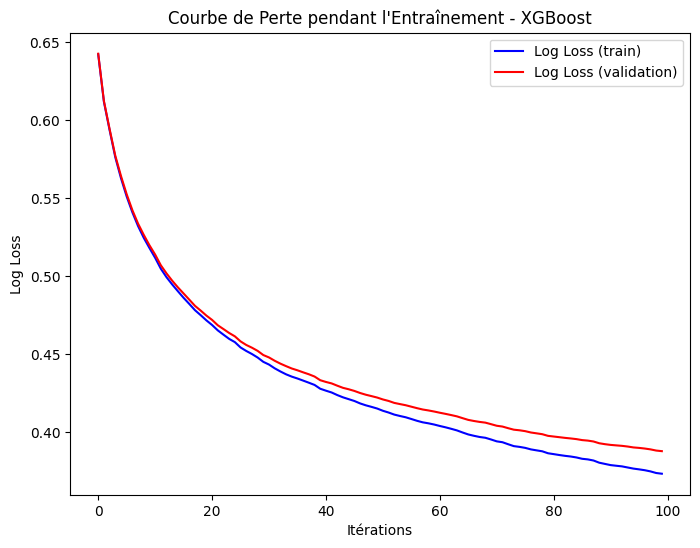 Courbe de Perte pendant l'Entraînement - XGBoost
Log Loss (train)
Log Loss (validation)
Log Loss
0.65
0.60
0.55
0.50
0.45
0.40
0
20
40
60
80
100
Itérations